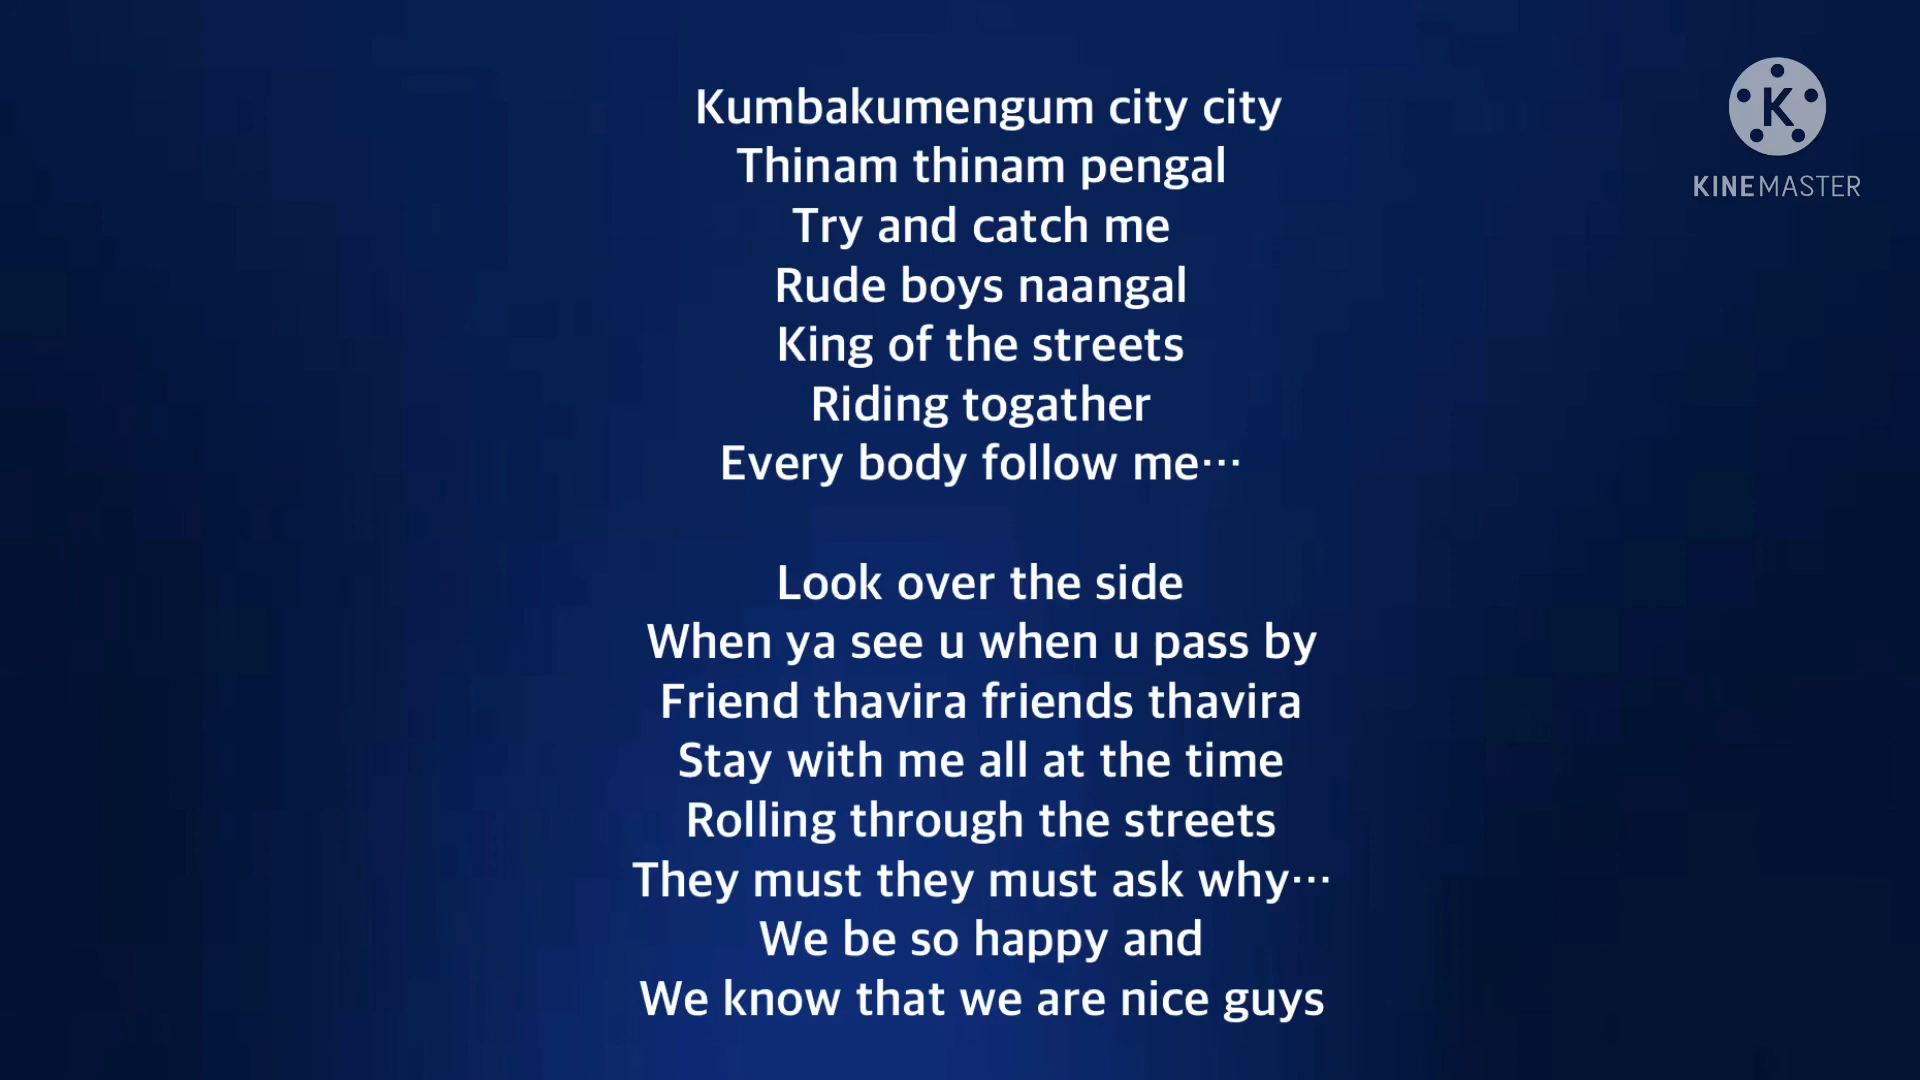 Kumbakumengum city city
Thinam thinam pengal
Try and catch me
Rude boys naangal
King of the streets
Riding togather
Every body follow me…
Look over the side
When ya see u when u pass by
Friend thavira friends thavira
Stay with me all at the time
Rolling through the streets
They must they must ask why…
We be so happy and
We know that we are nice guys
K
KINEMASTER